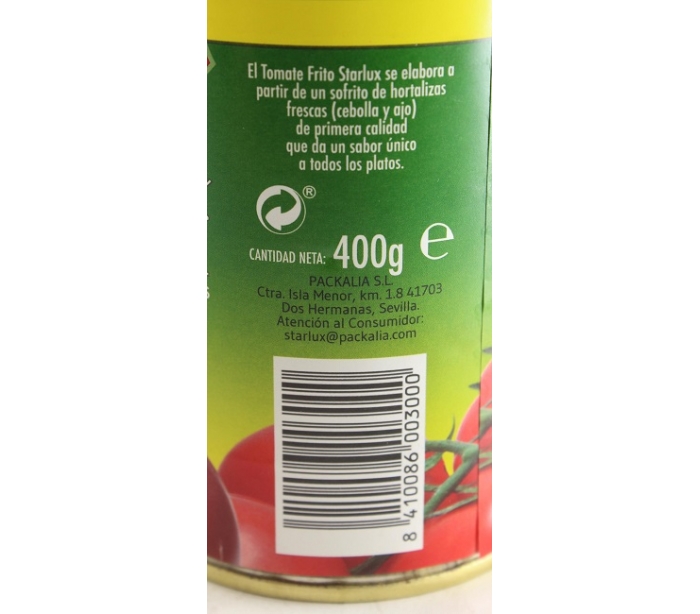 El Tomate Frito Starlux se elabora a
partir de un sofrito de hortalizas
frescas (cebolla y ajo)
de primera calidad
que da un sabor único
a todos los platos.
®
CANTIDAD NETA: 400g e
PACKALIA S.L.
Ctra. Isla Menor, km. 1.8 41703
Dos Hermanas, Sevilla.
Atención al Consumidor:
starlux@packalia.com
8 410086 003000